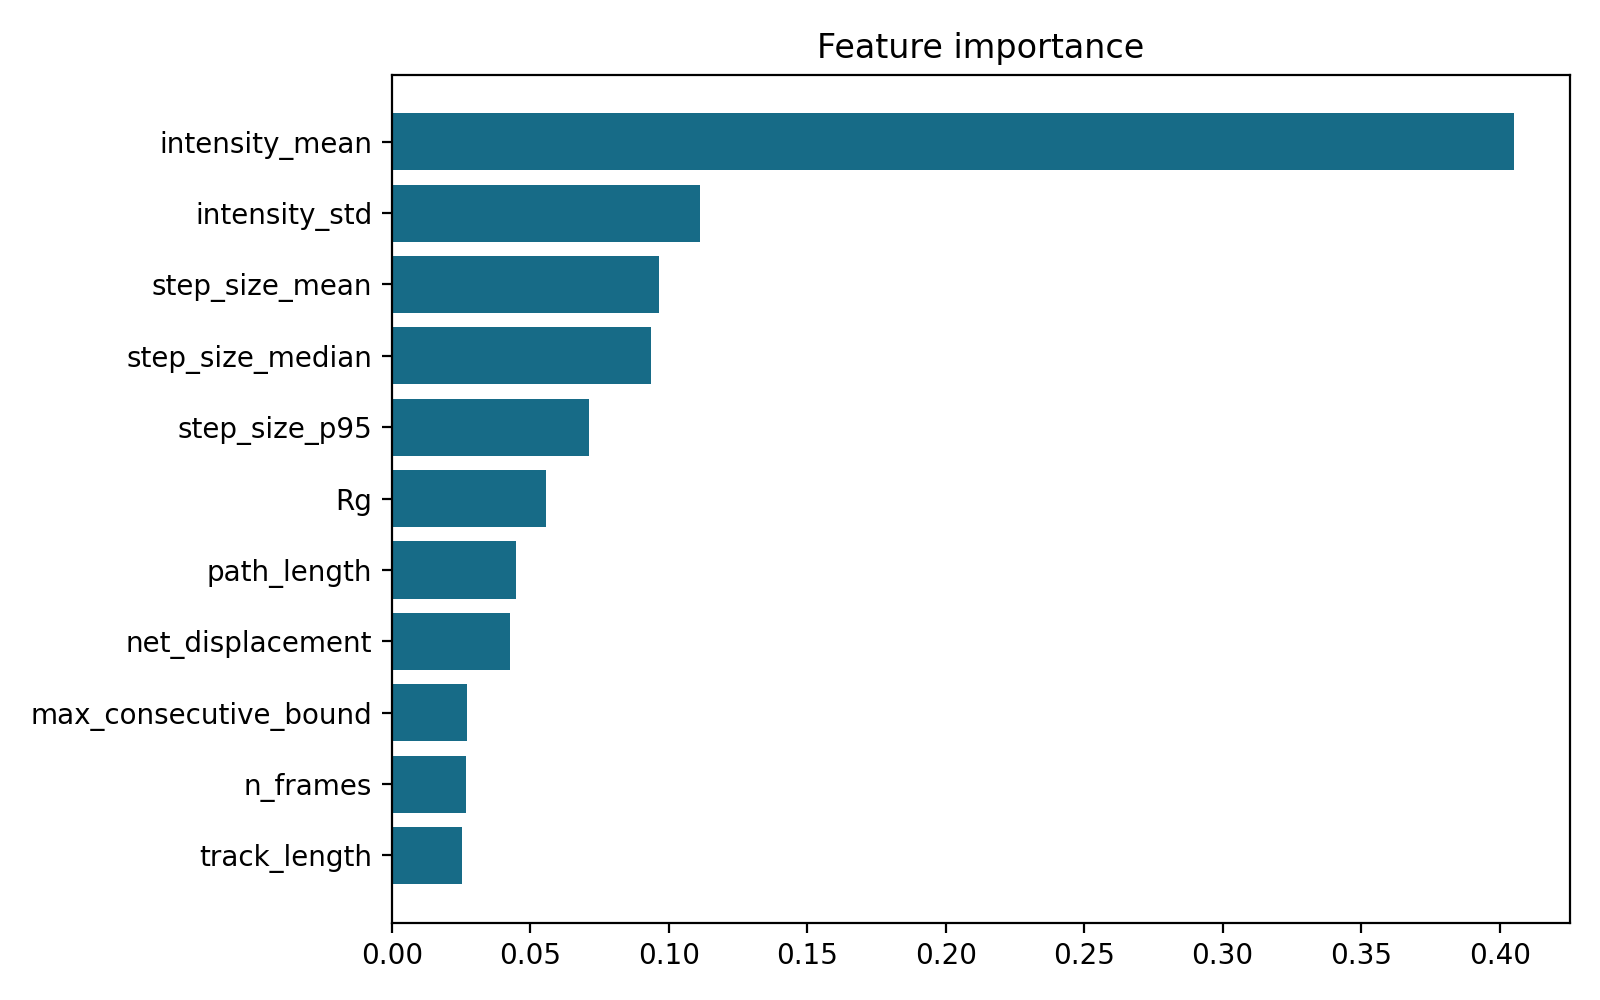 Feature importance
intensity_mean
intensity_std
step_size_mean
step_size_median
step_size_p95
Rg
path_length
net_displacement
max_consecutive_bound
n_frames
track_length
0.00 0.05 0.10 0.15 0.20 0.25 0.30 0.35 0.40